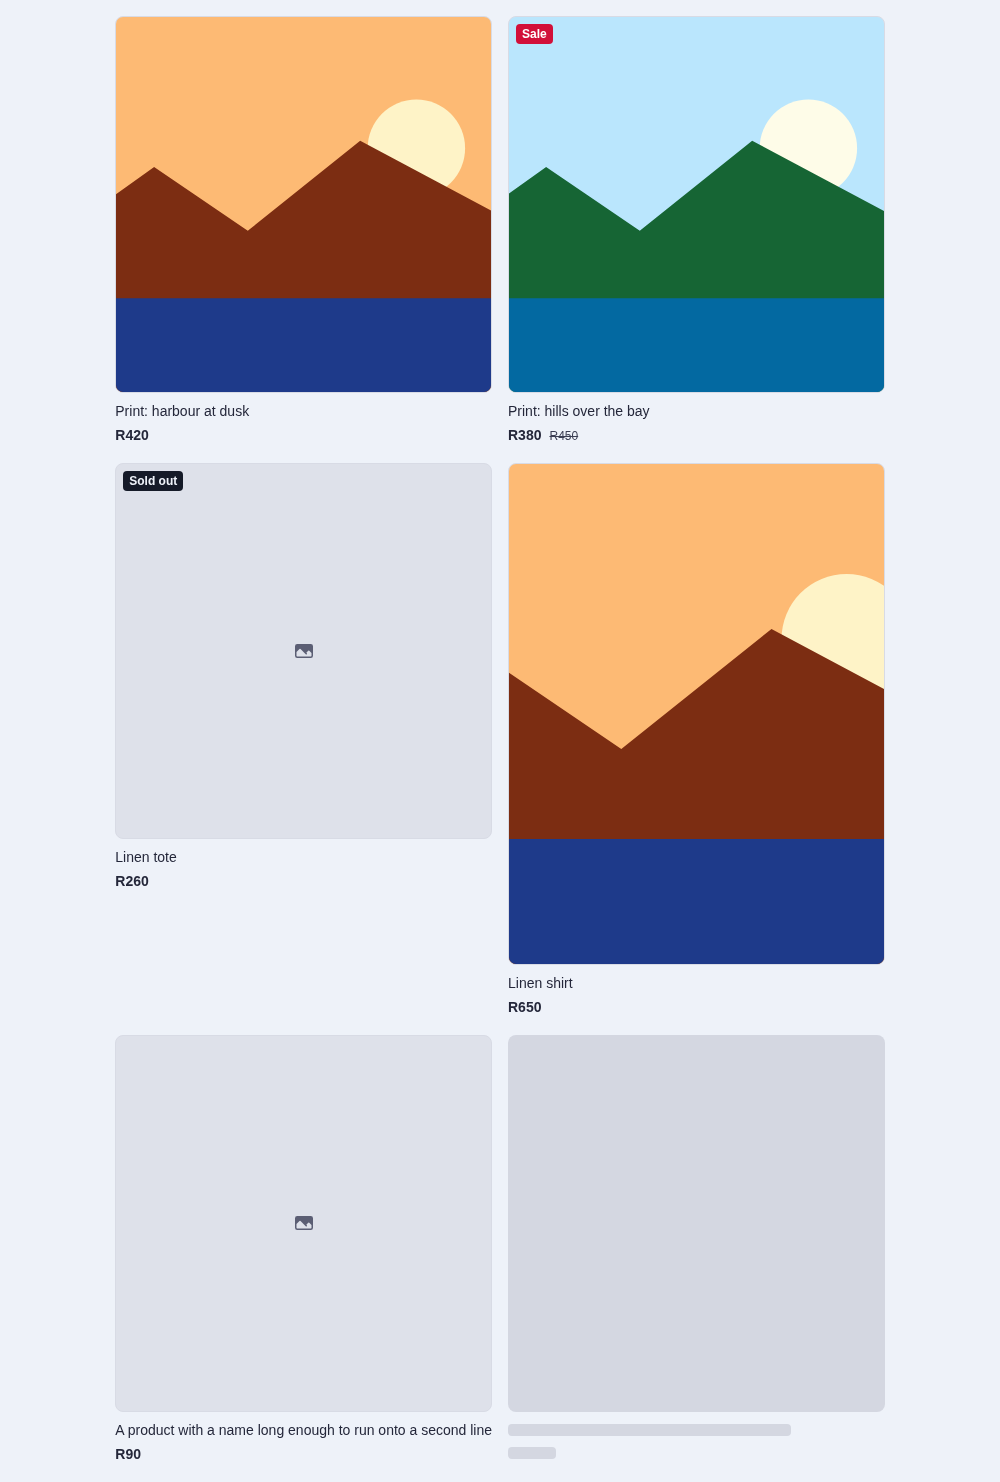 Sale
Print: harbour at dusk
R420
Print: hills over the bay
R380 R450
Sold out
Linen tote
R260
Linen shirt
R650
A product with a name long enough to run onto a second line
R90